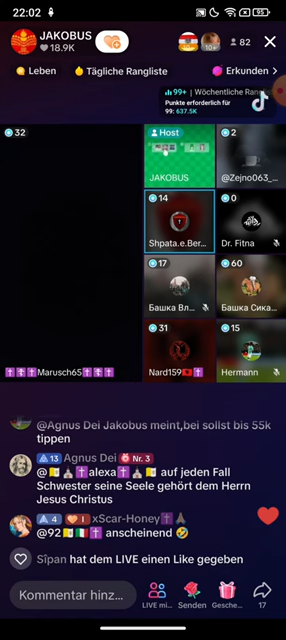 22:02
95
JAKOBUS
18.9K
10+
82
Leben
Tägliche Rangliste
Erkunden >
99+ | Wöchentliche Rang
Punkte erforderlich für
99: 637.5K
32
Host
JAKOBUS
2
@Zejno063_...
14
Shpata.e.Ber...
0
Dr. Fitna
17
Башка Вл...
60
Башка Сика...
✝️☦️✝️Marusch65✝️✝️✝️
31
Nard159🇦🇱✝️
15
Hermann
@Agnus Dei Jakobus meint,bei sollst bis 55k
tippen
13 Agnus Dei Nr. 3
@🇻🇦⛪✝️alexa✝️⛪🇻🇦 auf jeden Fall
Schwester seine Seele gehört dem Herrn
Jesus Christus
4 I xScar-Honey✝️
@92🇻🇦🇮🇹✝️ anscheinend 🤣
Sîpan hat dem LIVE einen Like gegeben
Kommentar hinz...
LIVE mi...
Senden
Gesche...
17